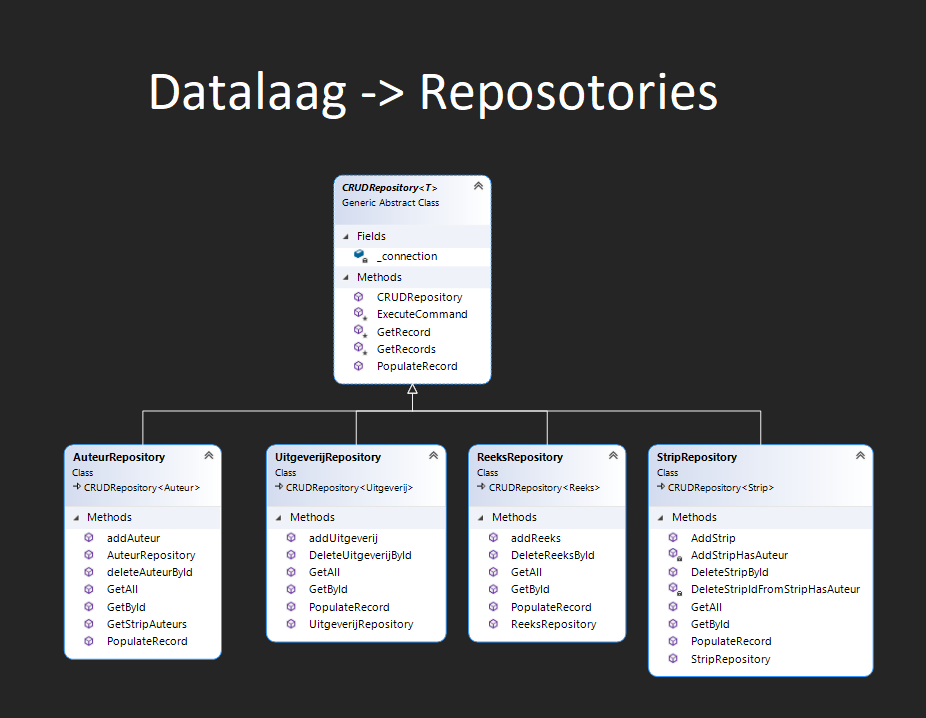 Datalaag -> Reposotories
CRUDRepository<T>
Generic Abstract Class
Fields
_connection
Methods
CRUDRepository
ExecuteCommand
GetRecord
GetRecords
PopulateRecord
AuteurRepository
Class
CRUDRepository<Auteur>
Methods
addAuteur
AuteurRepository
deleteAuteurById
GetAll
GetById
GetStripAuteurs
PopulateRecord
UitgeverijRepository
Class
CRUDRepository<Uitgeverij>
Methods
addUitgeverij
DeleteUitgeverijById
GetAll
GetById
PopulateRecord
UitgeverijRepository
ReeksRepository
Class
CRUDRepository<Reeks>
Methods
addReeks
DeleteReeksById
GetAll
GetById
PopulateRecord
ReeksRepository
StripRepository
Class
CRUDRepository<Strip>
Methods
AddStrip
AddStripHasAuteur
DeleteStripById
DeleteStripIdFromStripHasAuteur
GetAll
GetById
PopulateRecord
StripRepository